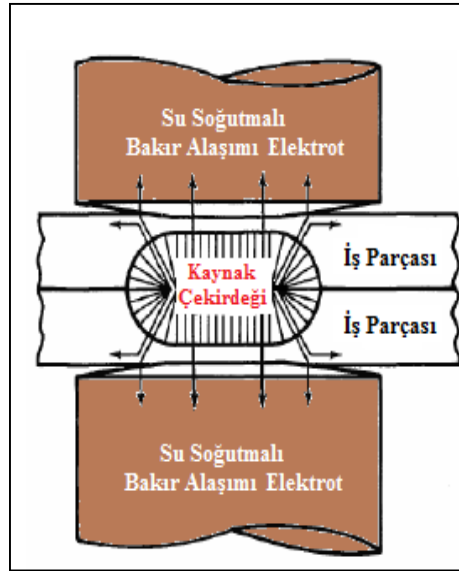 Su Soğutmalı
Bakır Alaşımı Elektrot
Kaynak
Çekirdeği
İş Parçası
İş Parçası
Su Soğutmalı
Bakır Alaşımı Elektrot